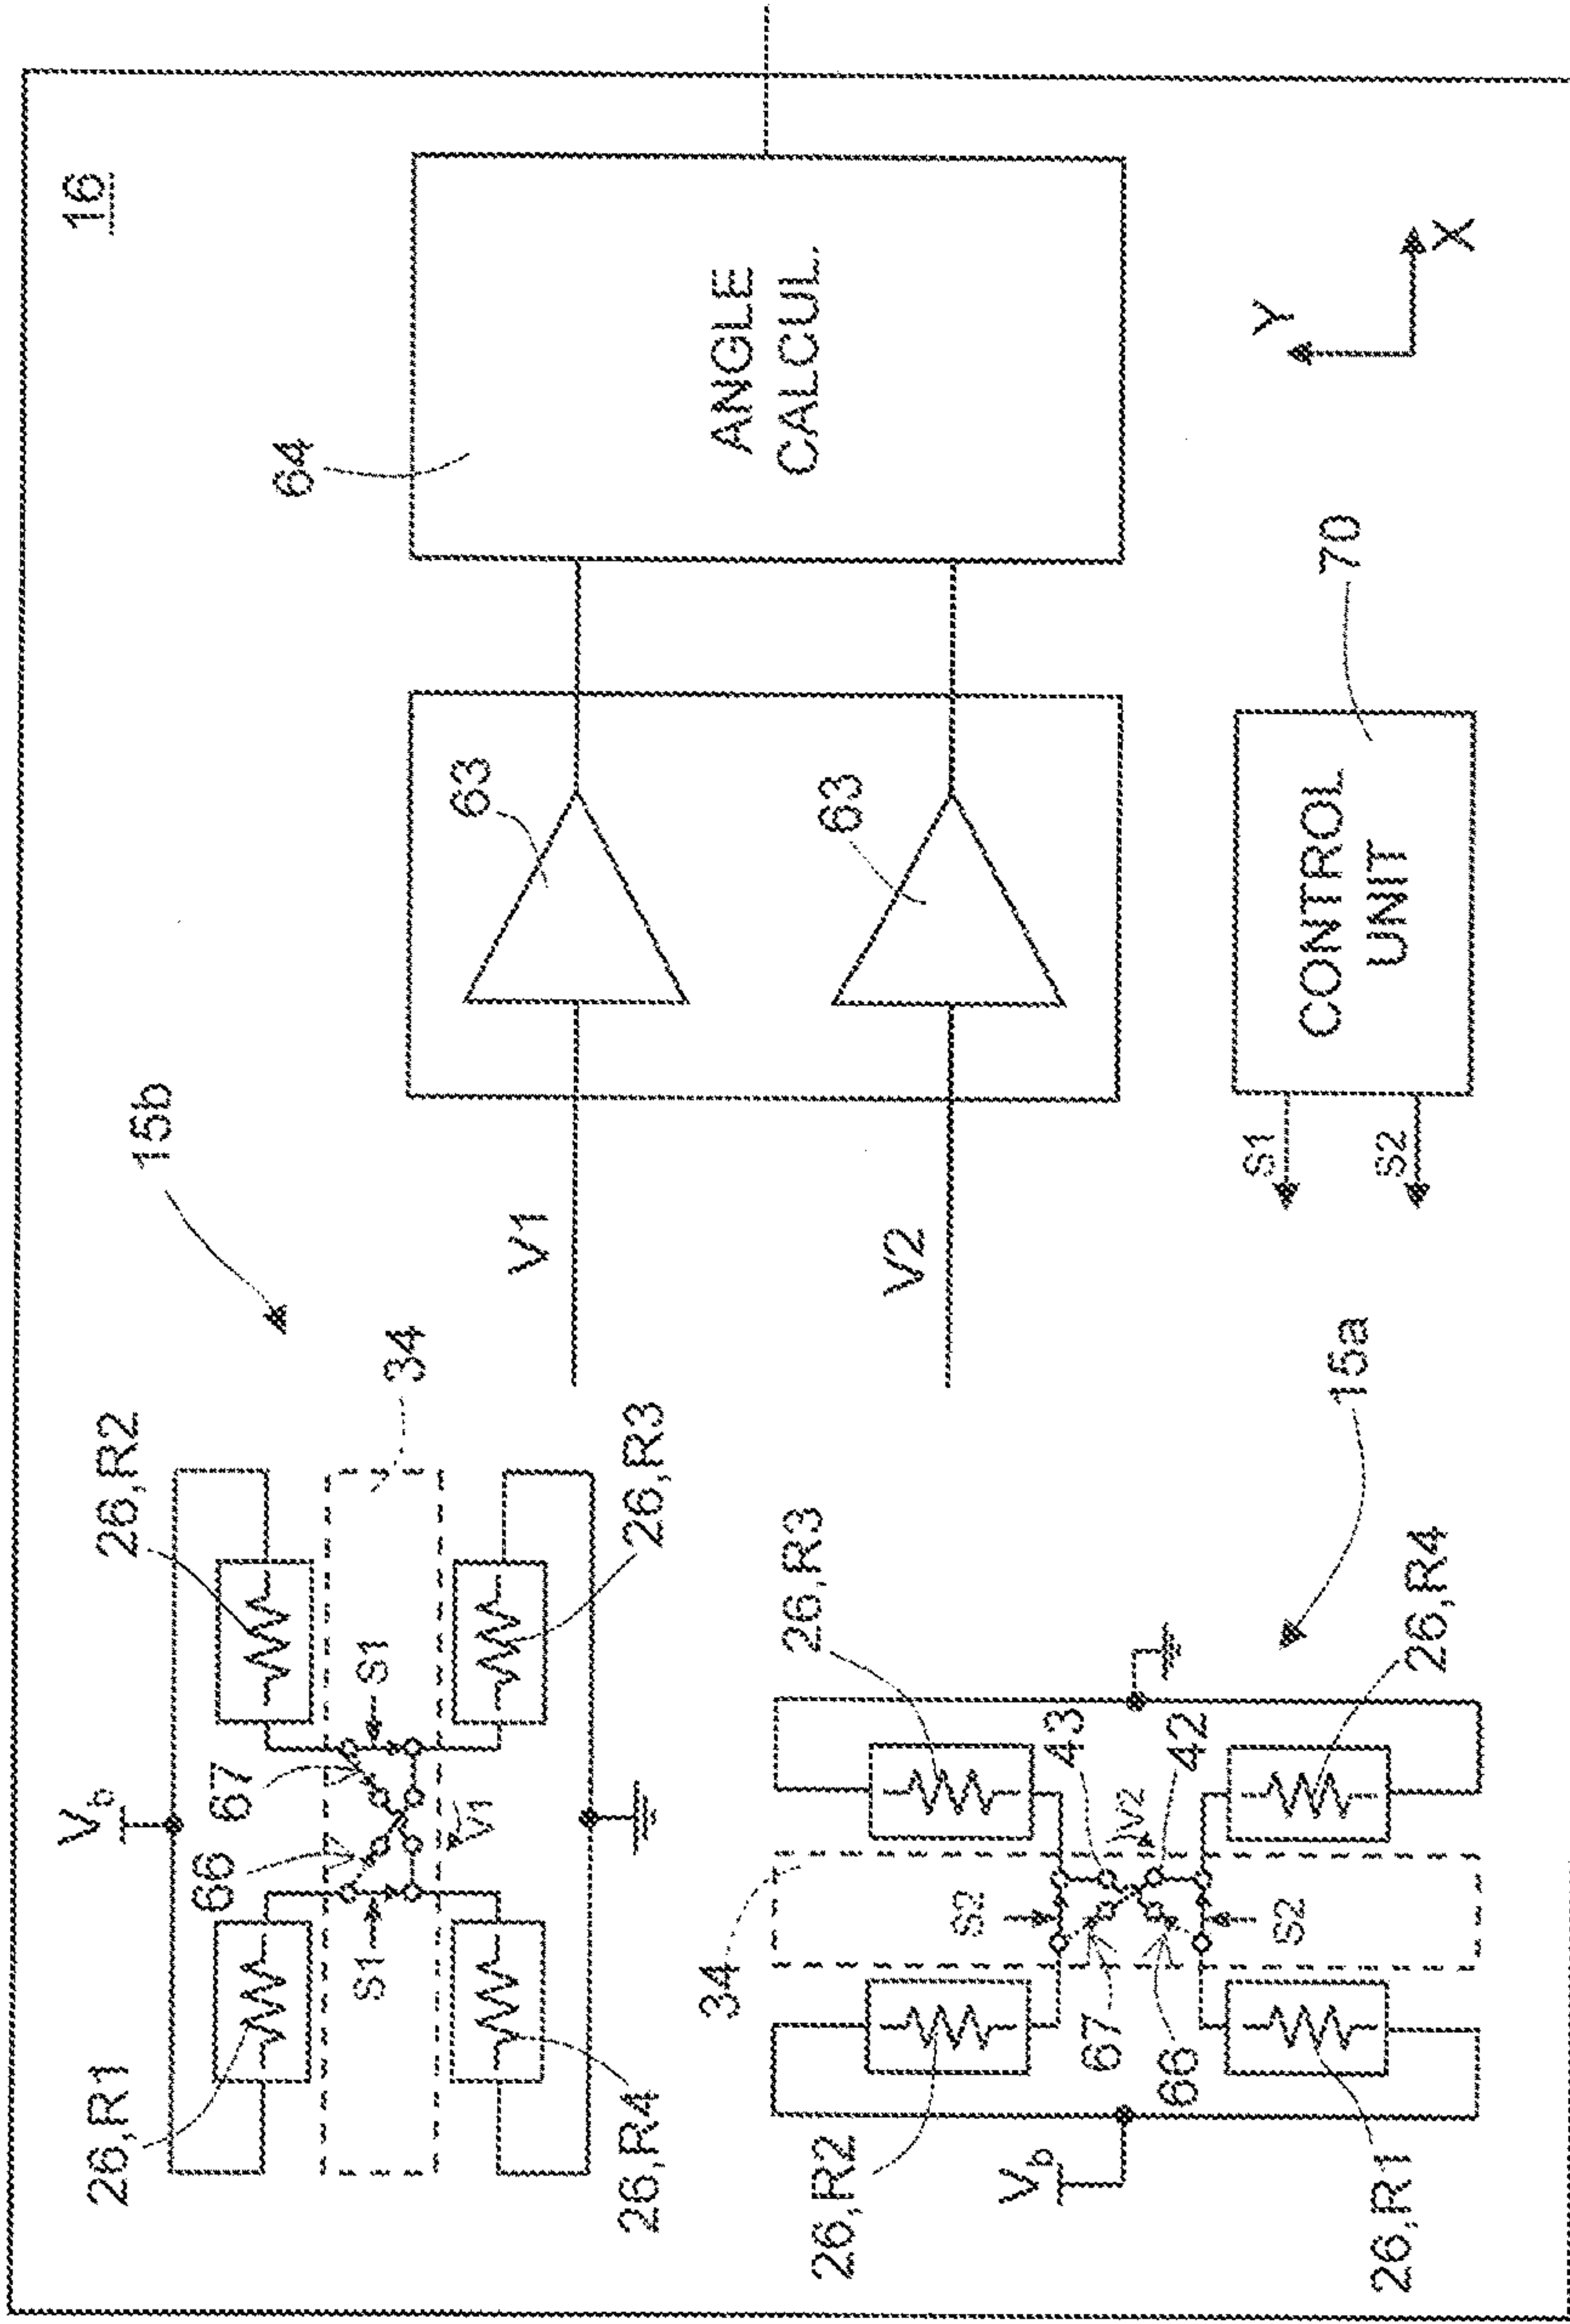 16
V_b
66
67
26,R1
26,R2
S1
S1
V1
34
26,R4
26,R3
15b
V1
63
64
ANGLE
CALCUL.
V2
63
34
26,R2
26,R3
S2
43
V_b
67
V2
66
42
S2
26,R1
26,R4
15a
S1
S2
CONTROL
UNIT
70
Y
X